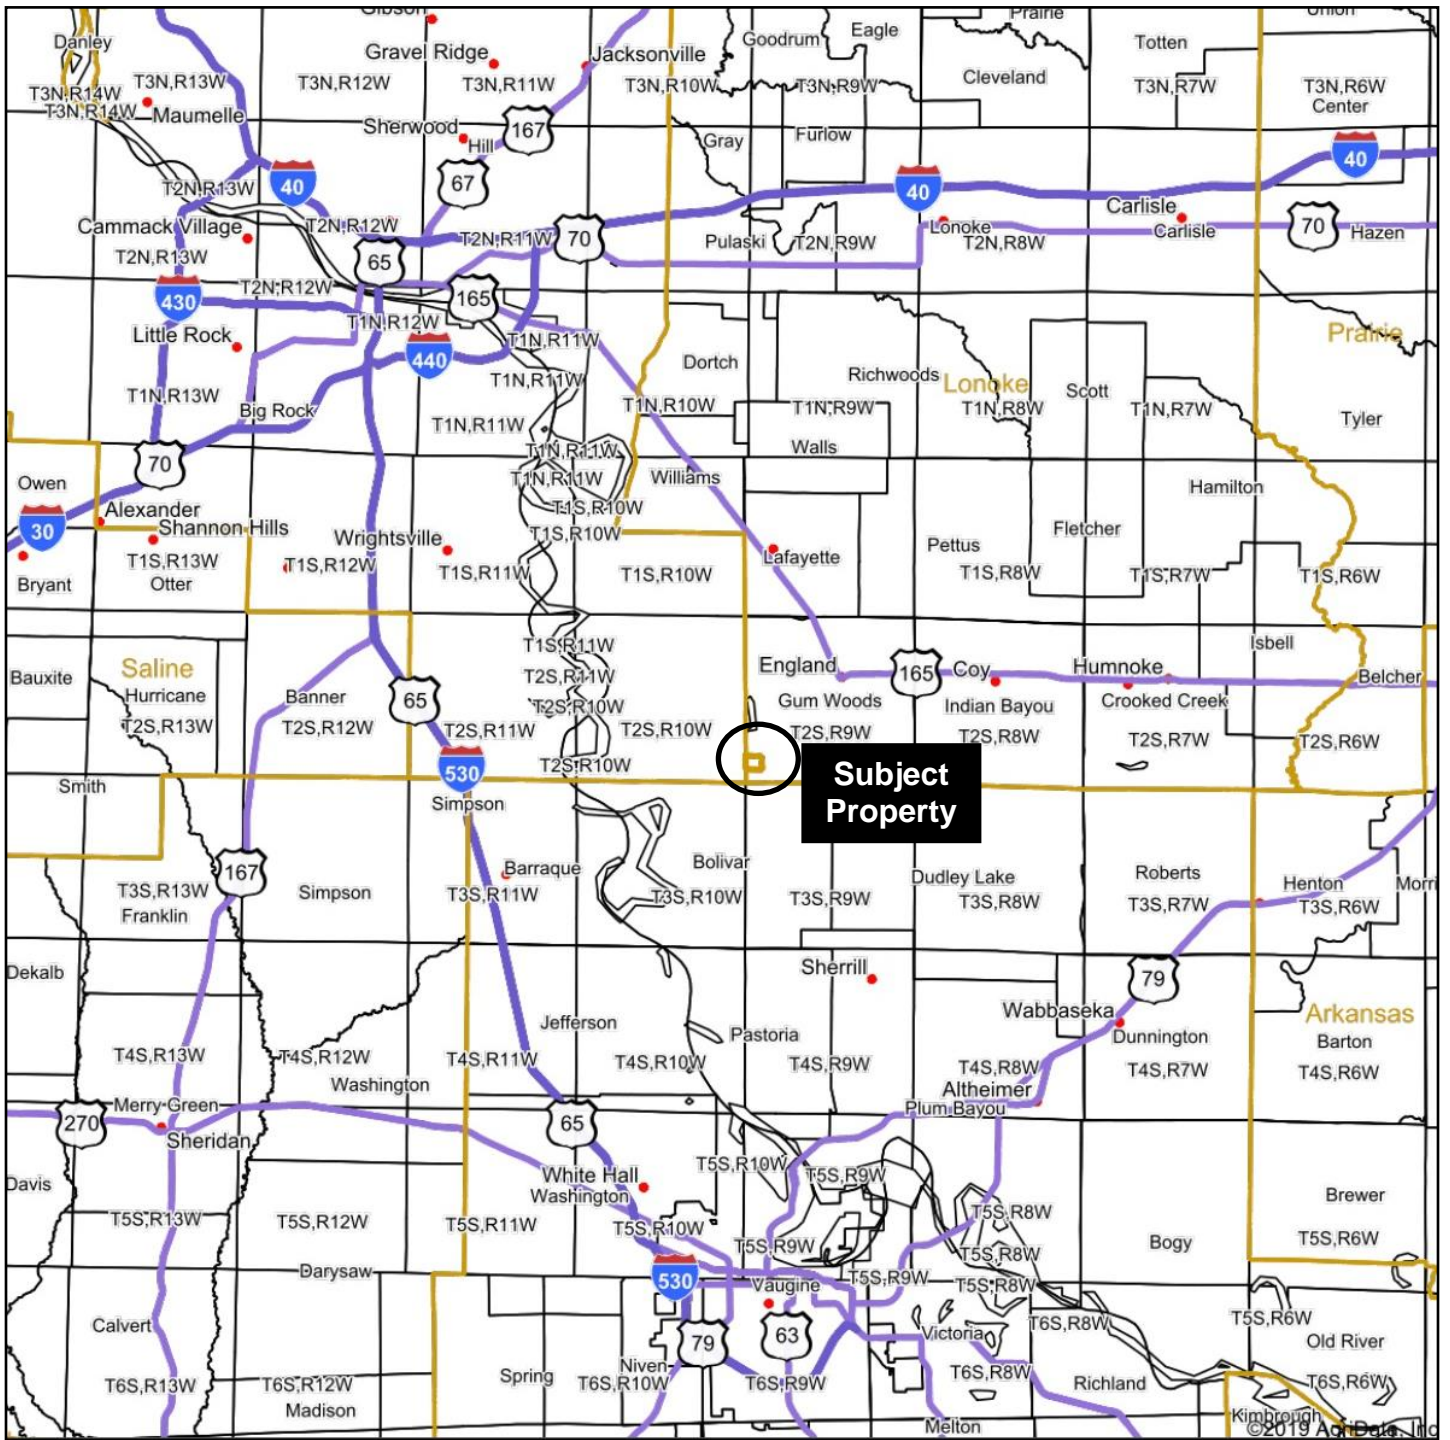 Gibson
Prairie
Union
Danley
Gravel Ridge
Jacksonville
Goodrum
Eagle
Totten
T3N,R14W
T3N,R14W
T3N,R13W
T3N,R12W
T3N,R11W
T3N,R10W
T3N,R9W
Cleveland
T3N,R7W
T3N,R6W
Center
Maumelle
Sherwood
Hill
167
Gray
Furlow
40
T2N,R13W
40
67
40
Carlisle
Cammack Village
T2N,R12W
T2N,R11W
70
Pulaski
T2N,R9W
Lonoke
T2N,R8W
Carlisle
70
Hazen
T2N,R13W
65
430
T2N,R12W
165
Little Rock
T1N,R12W
440
T1N,R11W
Dortch
Prairie
T1N,R13W
T1N,R11W
Richwoods
Lonoke
Scott
Big Rock
T1N,R11W
T1N,R10W
T1N,R9W
T1N,R8W
T1N,R7W
Tyler
70
T1N,R11W
Walls
Owen
T1N,R11W
Williams
Hamilton
30
Alexander
Shannon Hills
T1S,R10W
T1S,R10W
Wrightsville
Lafayette
Pettus
Fletcher
Bryant
T1S,R13W
Otter
T1S,R12W
T1S,R11W
T1S,R10W
T1S,R8W
T1S,R7W
T1S,R6W
T1S,R11W
Isbell
Bauxite
Saline
T2S,R11W
England
165
Coy
Humnoke
Belcher
Hurricane
Banner
65
T2S,R10W
Gum Woods
Indian Bayou
Crooked Creek
T2S,R13W
T2S,R12W
T2S,R11W
T2S,R10W
T2S,R9W
T2S,R8W
T2S,R7W
T2S,R6W
530
T2S,R10W
Subject
Property
Smith
Simpson
167
Barraque
Bolivar
Dudley Lake
Roberts
Henton
Morri
T3S,R13W
Franklin
Simpson
T3S,R11W
T3S,R10W
T3S,R9W
T3S,R8W
T3S,R7W
T3S,R6W
Dekalb
Sherrill
79
Wabbaseka
Arkansas
Jefferson
Pastoria
Dunnington
Barton
T4S,R13W
T4S,R12W
T4S,R11W
T4S,R10W
T4S,R9W
T4S,R8W
T4S,R7W
T4S,R6W
Washington
Altheimer
Merry Green
Plum Bayou
270
Sheridan
65
Davis
White Hall
Washington
T5S,R10W
T5S,R9W
Brewer
T5S,R13W
T5S,R12W
T5S,R11W
T5S,R10W
T5S,R8W
T5S,R9W
T5S,R8W
Bogy
T5S,R6W
Darysaw
530
Vaugine
T5S,R9W
T5S,R8W
Calvert
79
63
Victoria
T6S,R8W
T5S,R6W
Old River
Spring
Niven
T6S,R13W
T6S,R12W
Madison
T6S,R10W
T6S,R9W
T6S,R8W
Richland
T6S,R6W
Melton
Kimbrough
©2019 AgriData, Inc